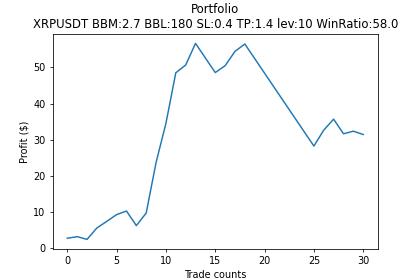 Portfolio
XRPUSDT BBM:2.7 BBL:180 SL:0.4 TP:1.4 lev:10 WinRatio:58.0
Profit ($)
50
40
30
20
10
0
0 5 10 15 20 25 30
Trade counts